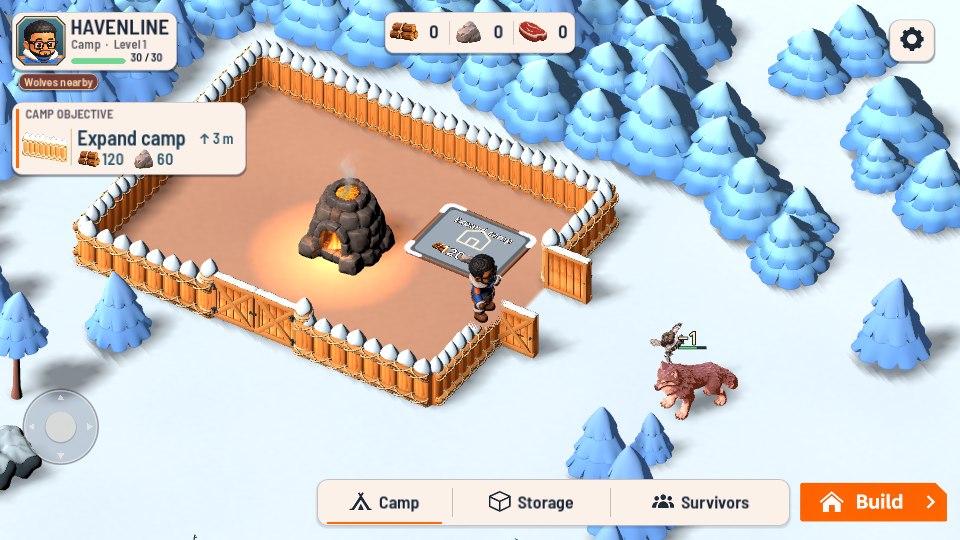 HAVENLINE
Camp · Level 1
30 / 30
Wolves nearby
0
0
0
CAMP OBJECTIVE
Expand camp
↑ 3 m
120
60
120
-1
Camp
Storage
Survivors
Build